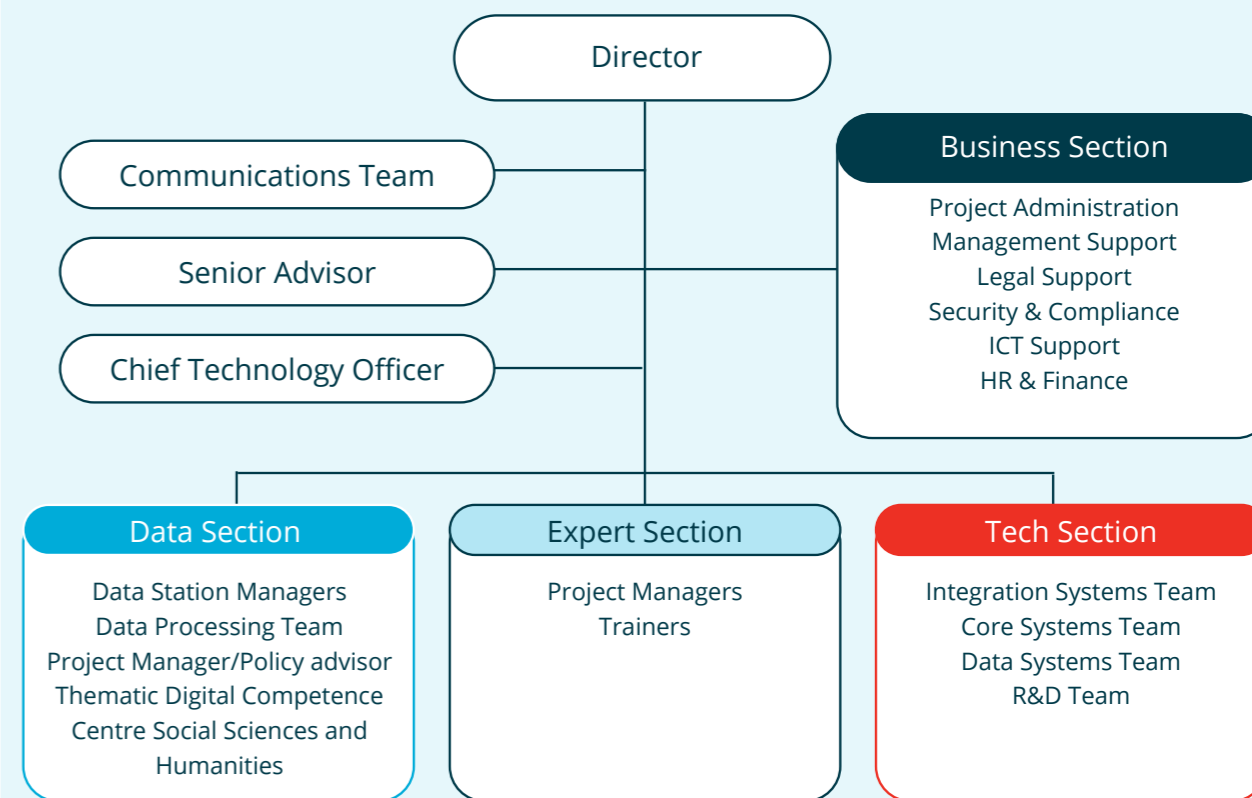 Director
Communications Team
Senior Advisor
Chief Technology Officer
Business Section
Project Administration
Management Support
Legal Support
Security & Compliance
ICT Support
HR & Finance
Data Section
Data Station Managers
Data Processing Team
Project Manager/Policy advisor
Thematic Digital Competence
Centre Social Sciences and
Humanities
Expert Section
Project Managers
Trainers
Tech Section
Integration Systems Team
Core Systems Team
Data Systems Team
R&D Team